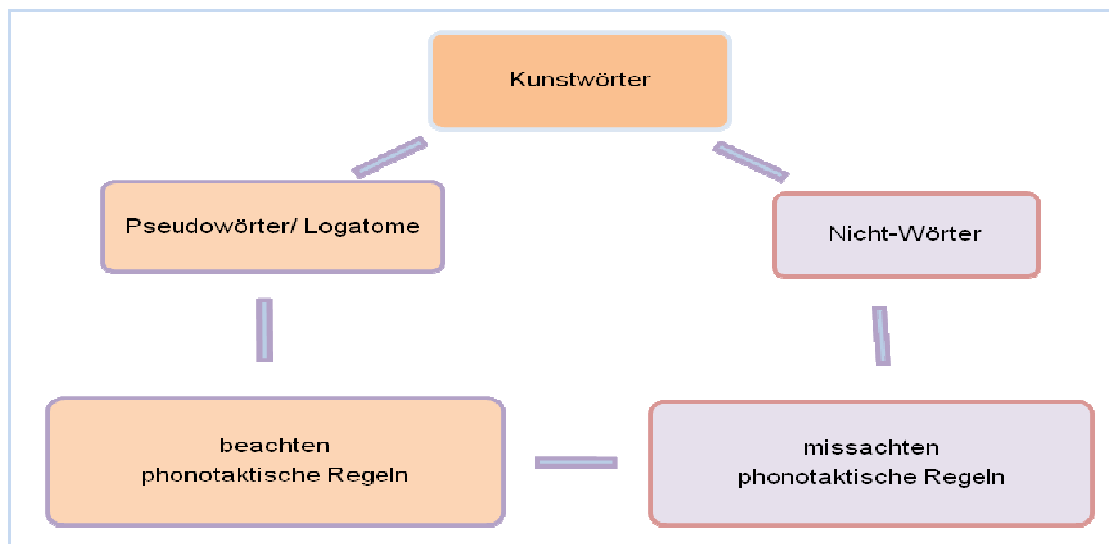 Kunstwörter
Pseudowörter/ Logatome
Nicht-Wörter
beachten
phonotaktische Regeln
missachten
phonotaktische Regeln